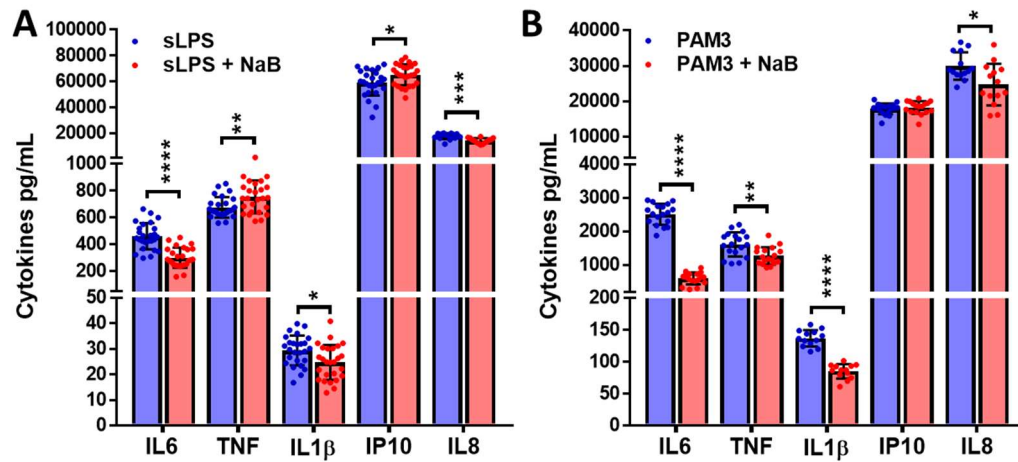 A
sLPS
sLPS + NaB
Cytokines pg/mL
100000
80000
60000
40000
20000
1000
800
600
400
200
50
40
30
20
10
0
****
**
*
*
***
IL6
TNF
IL1β
IP10
IL8
B
PAM3
PAM3 + NaB
Cytokines pg/mL
40000
30000
20000
10000
4000
3000
2000
1000
200
150
100
50
0
****
**
****
*
IL6
TNF
IL1β
IP10
IL8